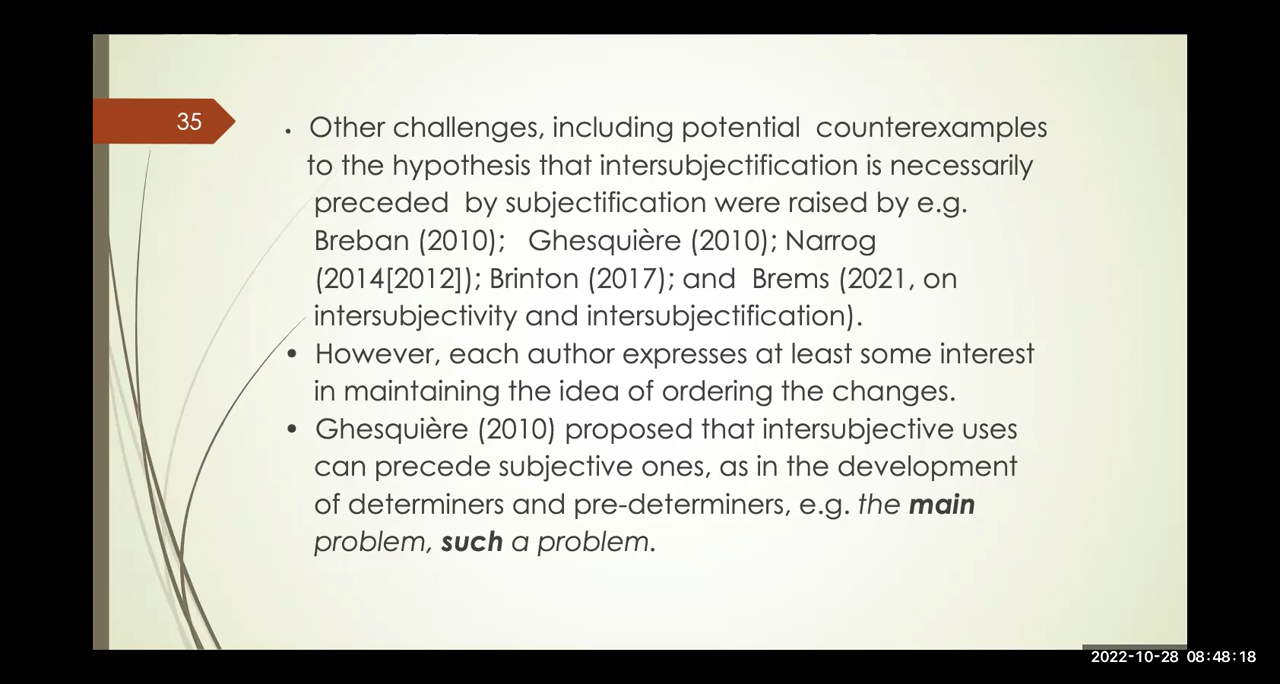 35
• Other challenges, including potential counterexamples
to the hypothesis that intersubjectification is necessarily
preceded by subjectification were raised by e.g.
Breban (2010); Ghesquière (2010); Narrog
(2014[2012]); Brinton (2017); and Brems (2021, on
intersubjectivity and intersubjectification).
• However, each author expresses at least some interest
in maintaining the idea of ordering the changes.
• Ghesquière (2010) proposed that intersubjective uses
can precede subjective ones, as in the development
of determiners and pre-determiners, e.g. the main
problem, such a problem.
2022-10-28 08:48:18